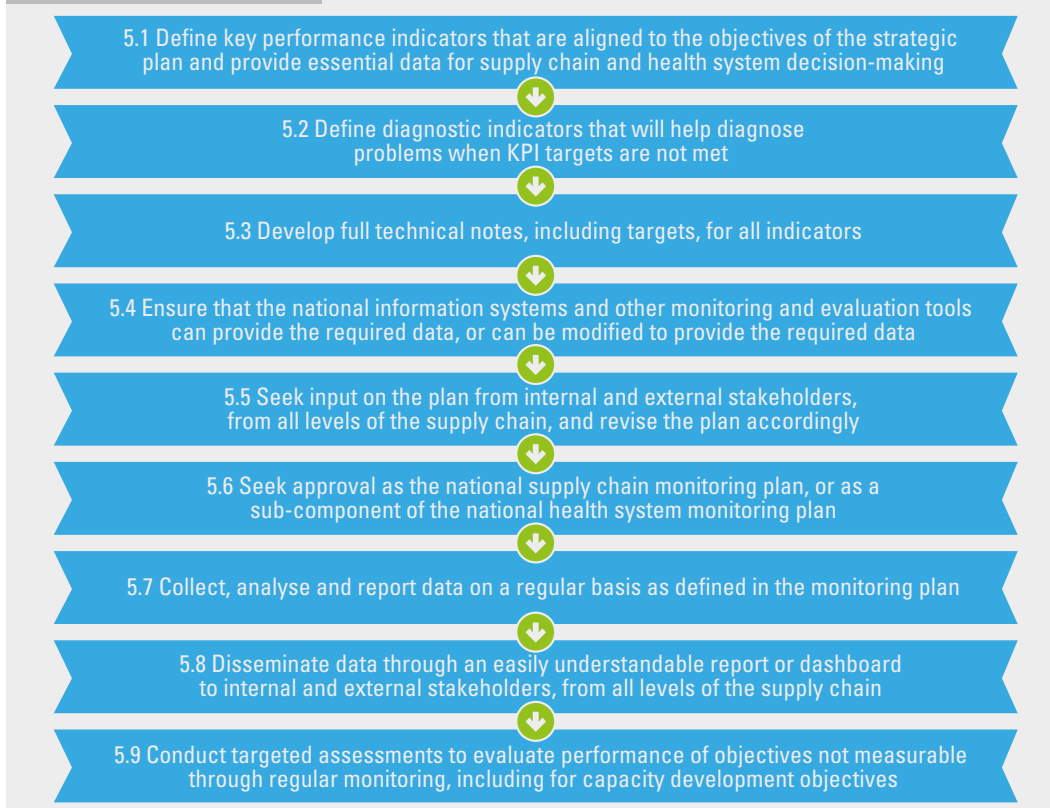 5.1 Define key performance indicators that are aligned to the objectives of the strategic
plan and provide essential data for supply chain and health system decision-making
5.2 Define diagnostic indicators that will help diagnose
problems when KPI targets are not met
5.3 Develop full technical notes, including targets, for all indicators
5.4 Ensure that the national information systems and other monitoring and evaluation tools
can provide the required data, or can be modified to provide the required data
5.5 Seek input on the plan from internal and external stakeholders,
from all levels of the supply chain, and revise the plan accordingly
5.6 Seek approval as the national supply chain monitoring plan, or as a
sub-component of the national health system monitoring plan
5.7 Collect, analyse and report data on a regular basis as defined in the monitoring plan
5.8 Disseminate data through an easily understandable report or dashboard
to internal and external stakeholders, from all levels of the supply chain
5.9 Conduct targeted assessments to evaluate performance of objectives not measurable
through regular monitoring, including for capacity development objectives